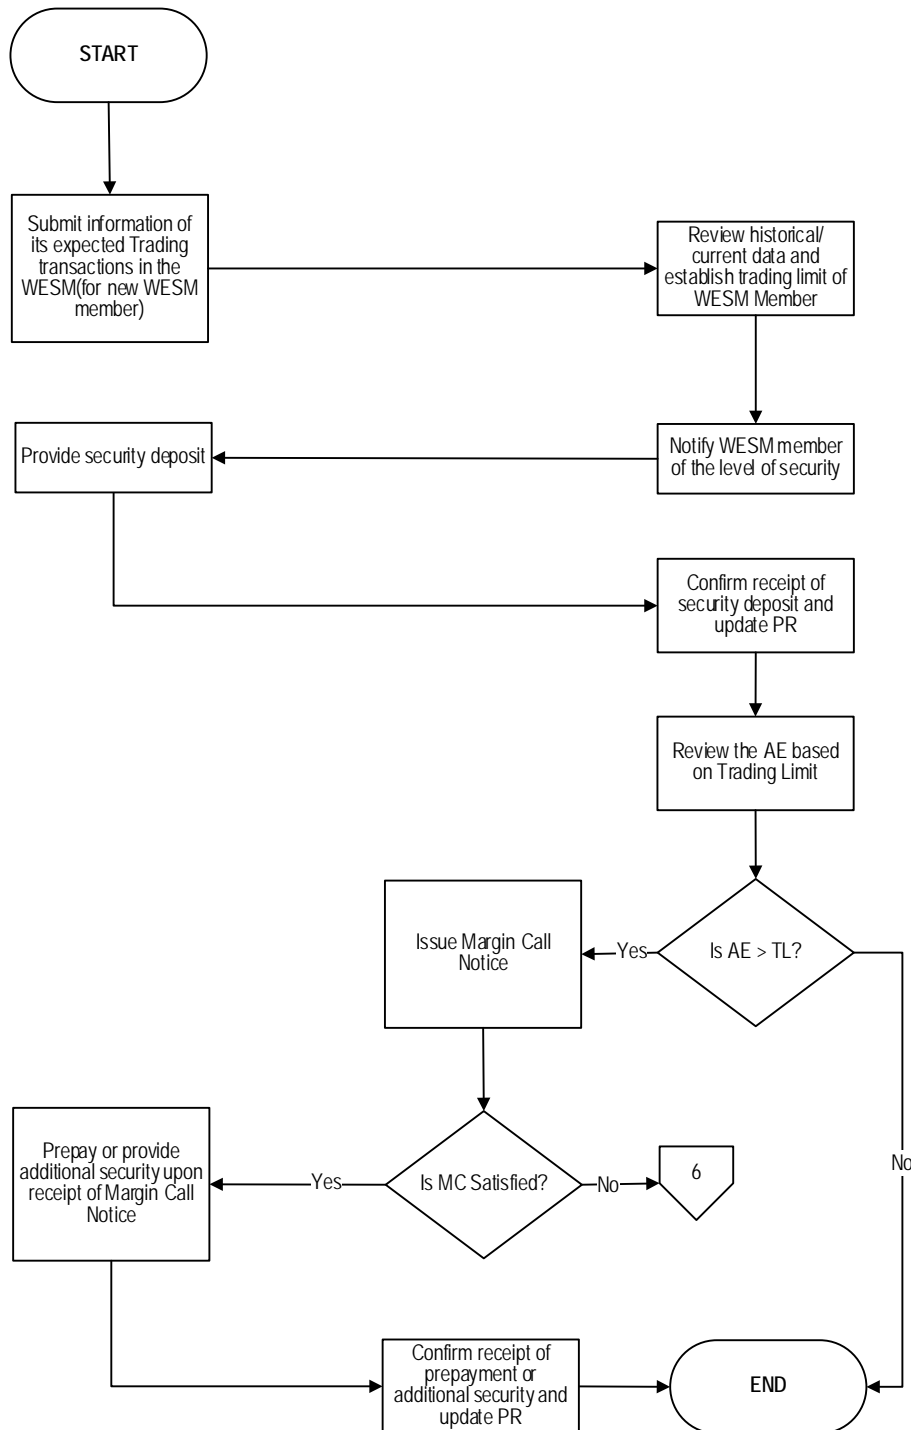 START
Submit information of
its expected Trading
transactions in the
WESM(for new WESM
member)
Review historical/
current data and
establish trading limit of
WESM Member
Provide security deposit
Notify WESM member
of the level of security
Confirm receipt of
security deposit and
update PR
Review the AE based
on Trading Limit
Issue Margin Call
Notice
Yes
Is AE > TL?
No
Prepay or provide
additional security upon
receipt of Margin Call
Notice
Yes
Is MC Satisfied?
No
6
Confirm receipt of
prepayment or
additional security and
update PR
END